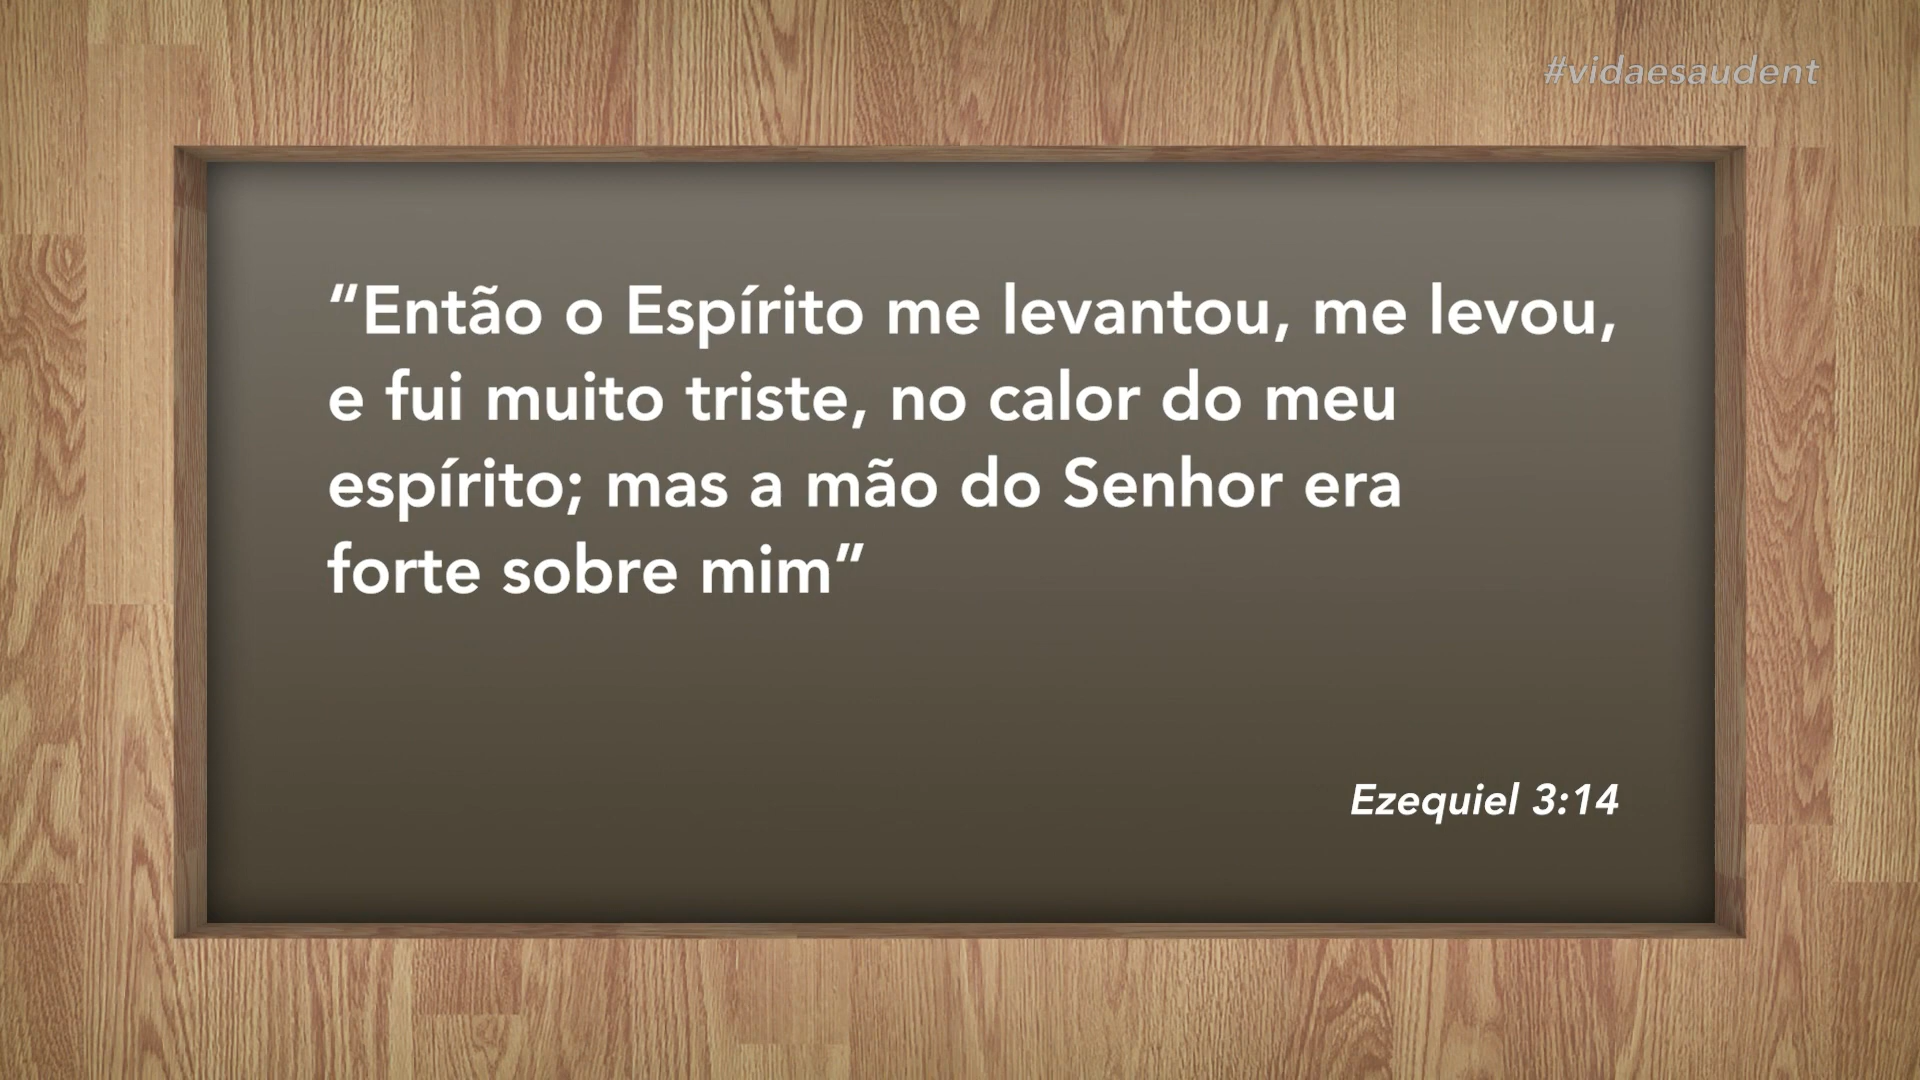 #vidaesaudent
“Então o Espírito me levantou, me levou,
e fui muito triste, no calor do meu
espírito; mas a mão do Senhor era
forte sobre mim”
Ezequiel 3:14